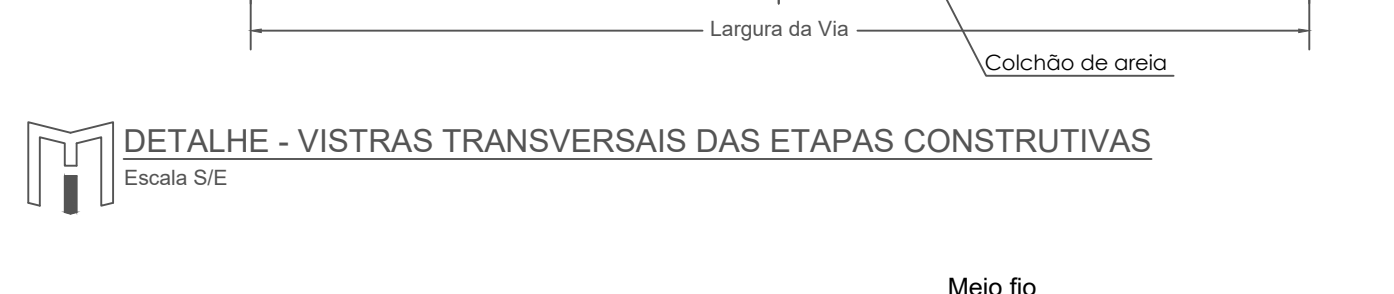 Largura da Via
Colchão de areia
DETALHE - VISTRAS TRANSVERSAIS DAS ETAPAS CONSTRUTIVAS
Escala S/E
Meio fio